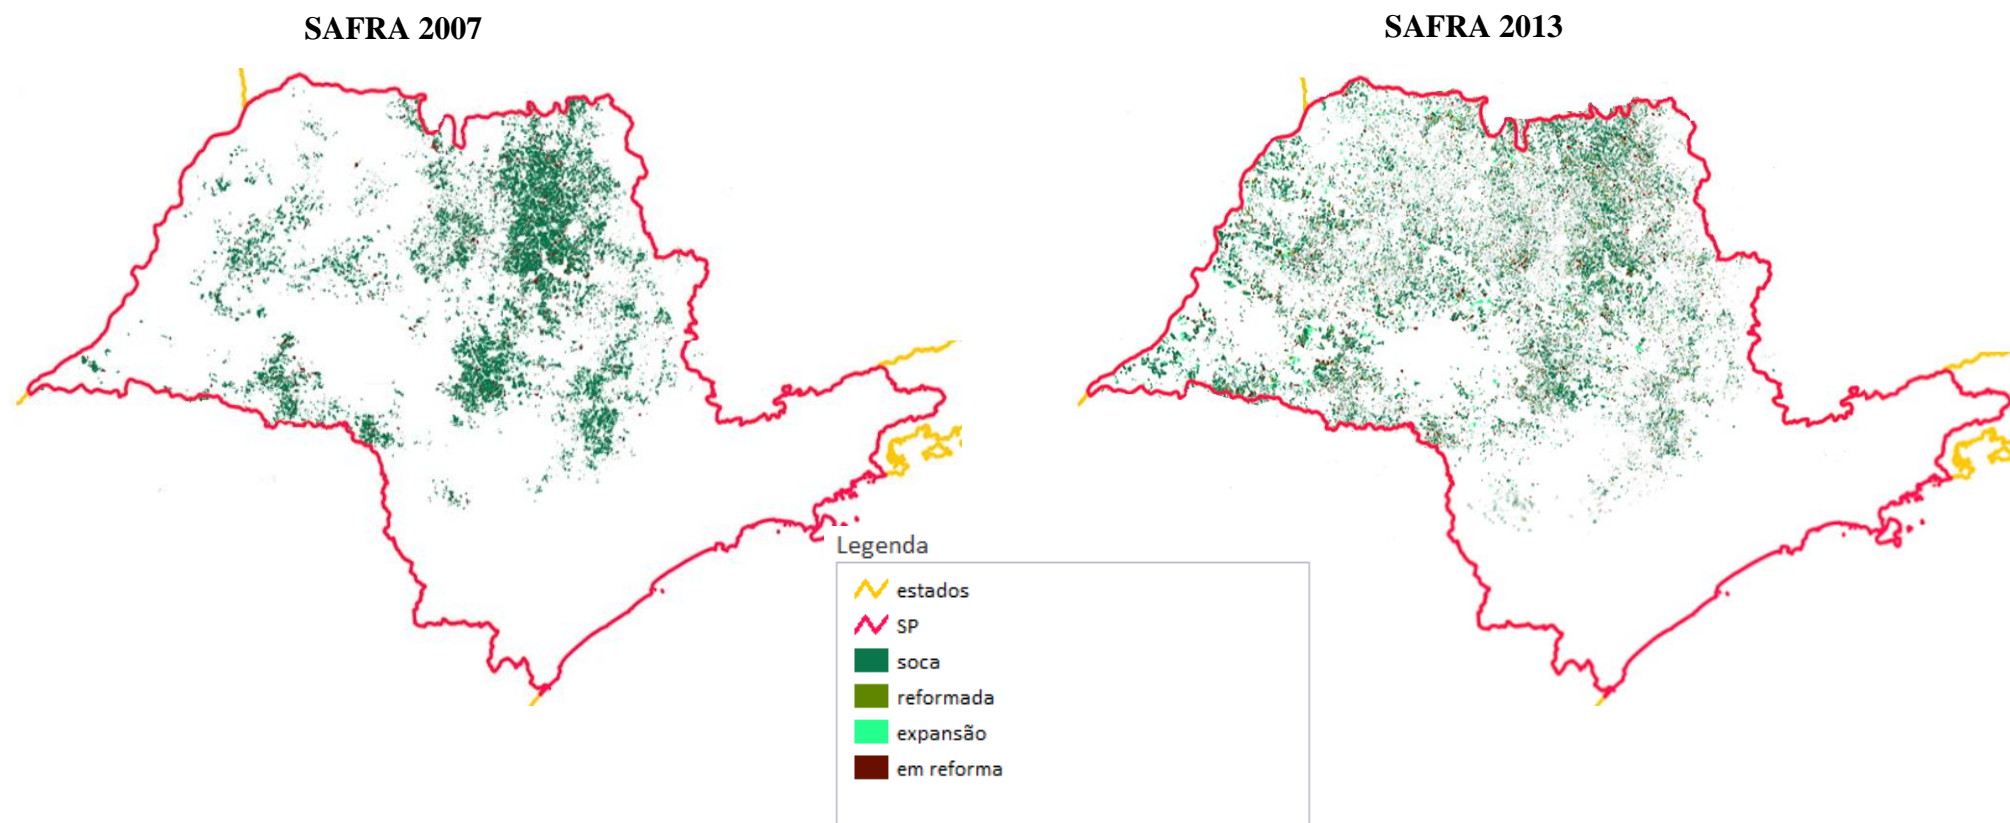 SAFRA 2007
SAFRA 2013
Legenda
estados
SP
soca
reformada
expansão
em reforma